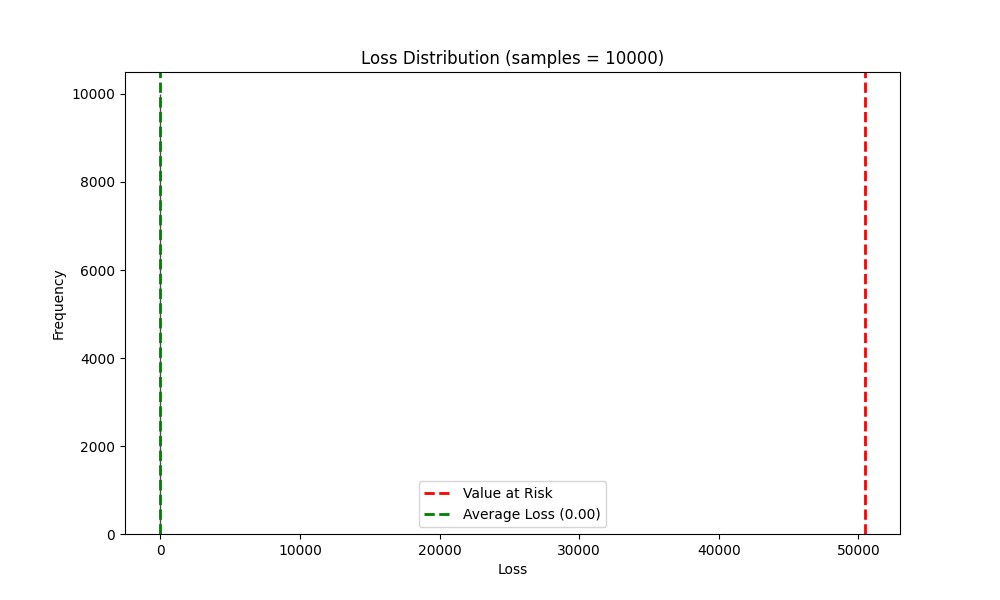 Loss Distribution (samples = 10000)
10000
8000
6000
4000
2000
0
Frequency
Value at Risk
Average Loss (0.00)
0 10000 20000 30000 40000 50000
Loss